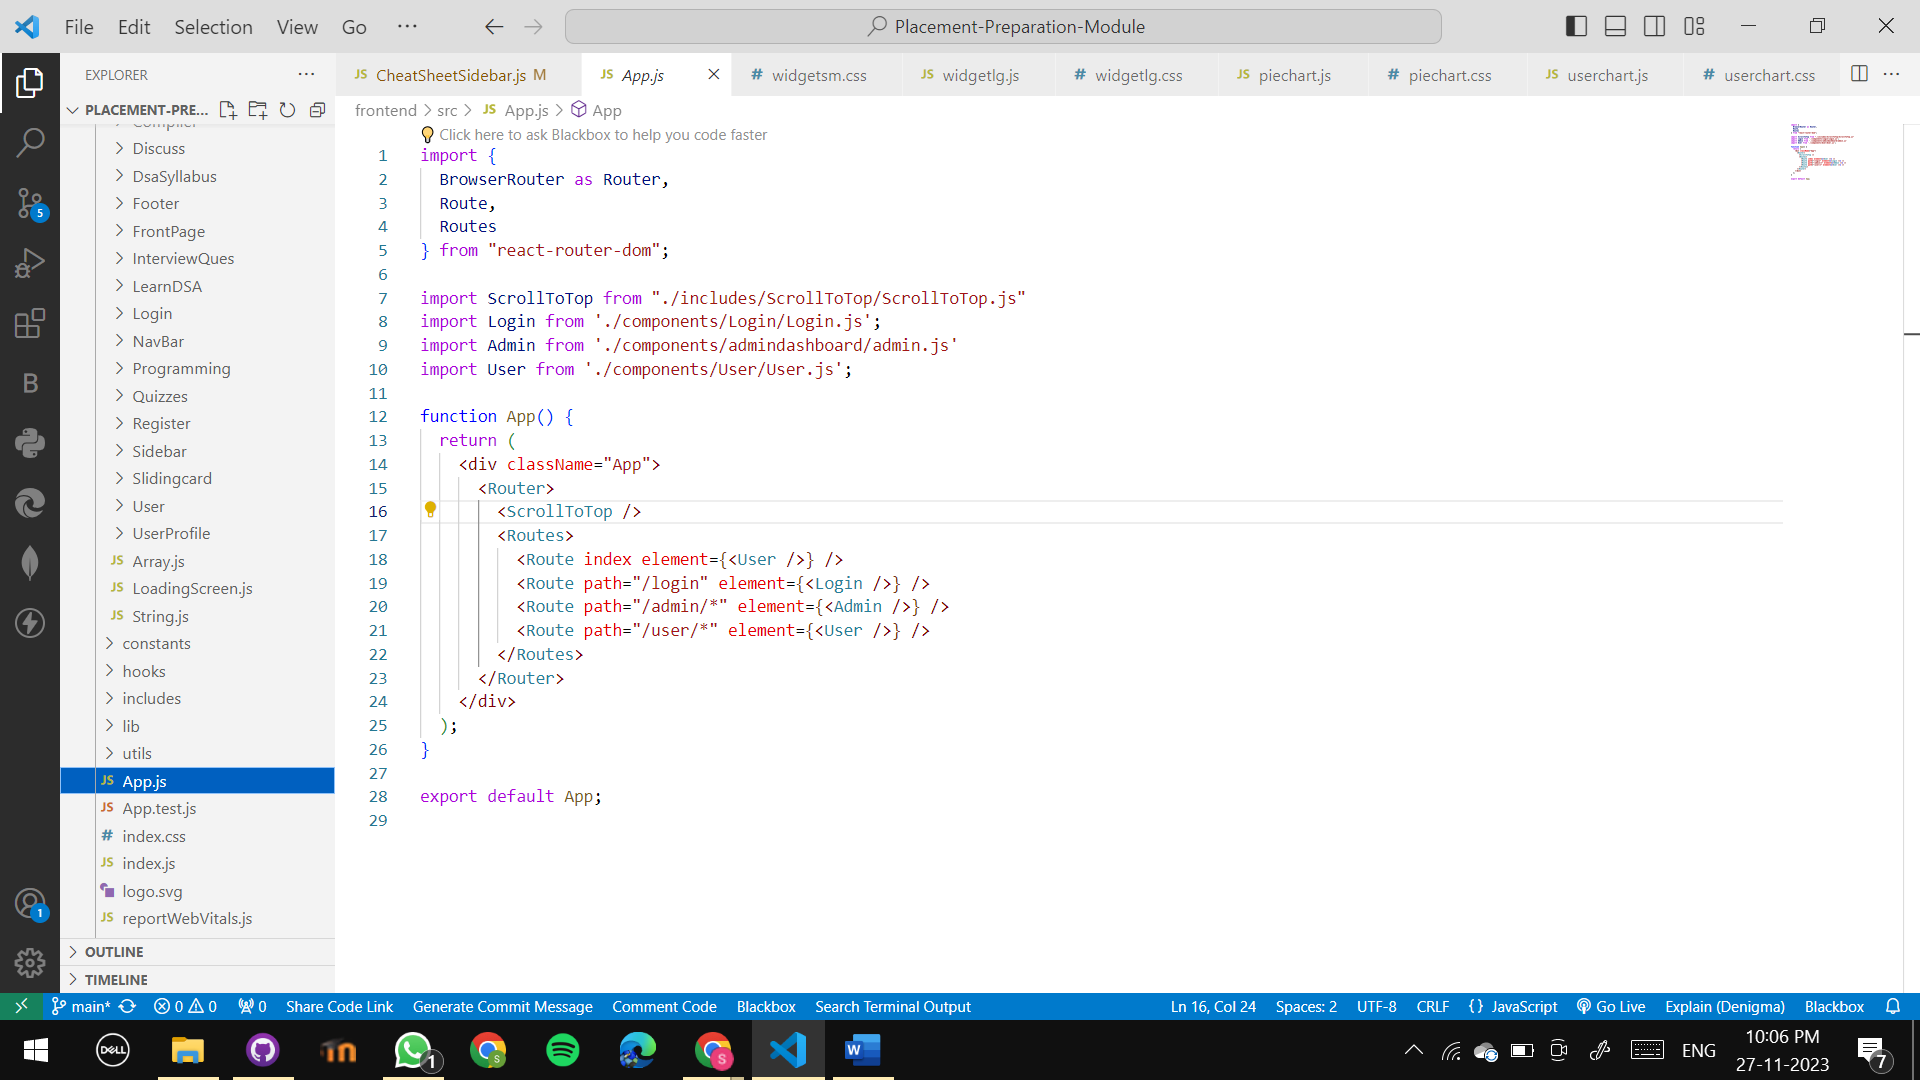 File Edit Selection View Go ··· Placement-Preparation-Module
EXPLORER ···
PLACEMENT-PRE...
Compiler
Discuss
DsaSyllabus
Footer
FrontPage
InterviewQues
LearnDSA
Login
NavBar
Programming
Quizzes
Register
Sidebar
Slidingcard
User
UserProfile
JS Array.js
JS LoadingScreen.js
JS String.js
constants
hooks
includes
lib
utils
JS App.js
JS App.test.js
# index.css
JS index.js
logo.svg
JS reportWebVitals.js
OUTLINE
TIMELINE
5
B
1
JS CheatSheetSidebar.js M JS App.js # widgetsm.css JS widgetlg.js # widgetlg.css JS piechart.js # piechart.css JS userchart.js # userchart.css ···
frontend > src > JS App.js > App
Click here to ask Blackbox to help you code faster
1 import {
2 BrowserRouter as Router,
3 Route,
4 Routes
5 } from "react-router-dom";
6
7 import ScrollToTop from "./includes/ScrollToTop/ScrollToTop.js"
8 import Login from './components/Login/Login.js';
9 import Admin from './components/admindashboard/admin.js'
10 import User from './components/User/User.js';
11
12 function App() {
13 return (
14 <div className="App">
15 <Router>
16 <ScrollToTop />
17 <Routes>
18 <Route index element={<User />} />
19 <Route path="/login" element={<Login />} />
20 <Route path="/admin/*" element={<Admin />} />
21 <Route path="/user/*" element={<User />} />
22 </Routes>
23 </Router>
24 </div>
25 );
26 }
27
28 export default App;
29
main* 0 0 0 Share Code Link Generate Commit Message Comment Code Blackbox Search Terminal Output Ln 16, Col 24 Spaces: 2 UTF-8 CRLF {} JavaScript Go Live Explain (Denigma) Blackbox
DELL in 1 S S W ENG 10:06 PM 7
27-11-2023